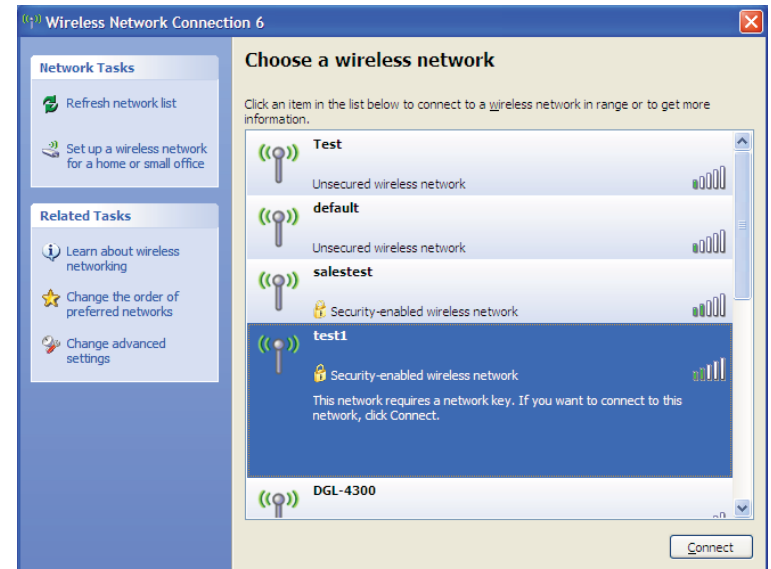 Wireless Network Connection 6
Network Tasks
Refresh network list
Set up a wireless network
for a home or small office
Related Tasks
Learn about wireless
networking
Change the order of
preferred networks
Change advanced
settings
Choose a wireless network
Click an item in the list below to connect to a wireless network in range or to get more
information.
Test
Unsecured wireless network
default
Unsecured wireless network
salestest
Security-enabled wireless network
test1
Security-enabled wireless network
This network requires a network key. If you want to connect to this
network, click Connect.
DGL-4300
Connect